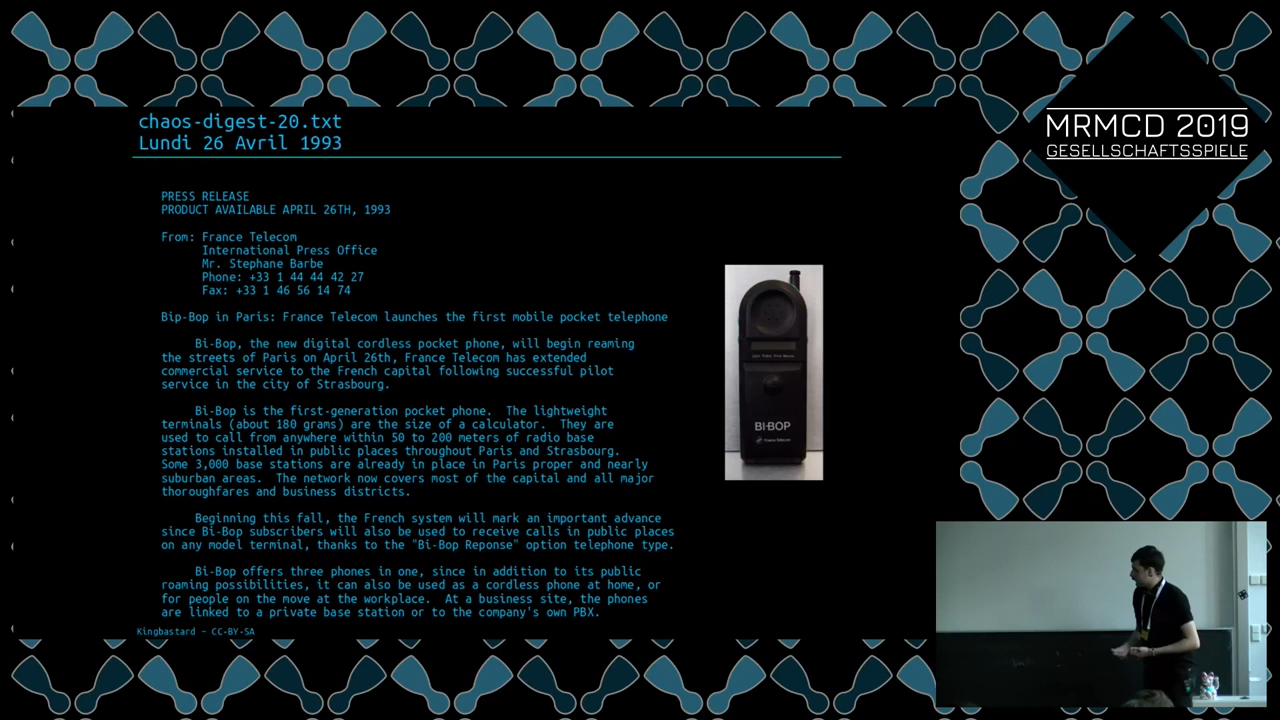 chaos-digest-20.txt
Lundi 26 Avril 1993
MRMCD 2019
GESELLSCHAFTSSPIELE
PRESS RELEASE
PRODUCT AVAILABLE APRIL 26TH, 1993
From: France Telecom
International Press Office
Mr. Stephane Barbe
Phone: +33 1 44 44 42 27
Fax: +33 1 46 56 14 74
Bip-Bop in Paris: France Telecom launches the first mobile pocket telephone
Bi-Bop, the new digital cordless pocket phone, will begin reaming
the streets of Paris on April 26th, France Telecom has extended
commercial service to the French capital following successful pilot
service in the city of Strasbourg.
Bi-Bop is the first-generation pocket phone. The lightweight
terminals (about 180 grams) are the size of a calculator. They are
used to call from anywhere within 50 to 200 meters of radio base
stations installed in public places throughout Paris and Strasbourg.
Some 3,000 base stations are already in place in Paris proper and nearly
suburban areas. The network now covers most of the capital and all major
thoroughfares and business districts.
Beginning this fall, the French system will mark an important advance
since Bi-Bop subscribers will also be used to receive calls in public places
on any model terminal, thanks to the "Bi-Bop Reponse" option telephone type.
Bi-Bop offers three phones in one, since in addition to its public
roaming possibilities, it can also be used as a cordless phone at home, or
for people on the move at the workplace. At a business site, the phones
are linked to a private base station or to the company's own PBX.
BI-BOP
France Telecom
Kingbastard - CC-BY-SA